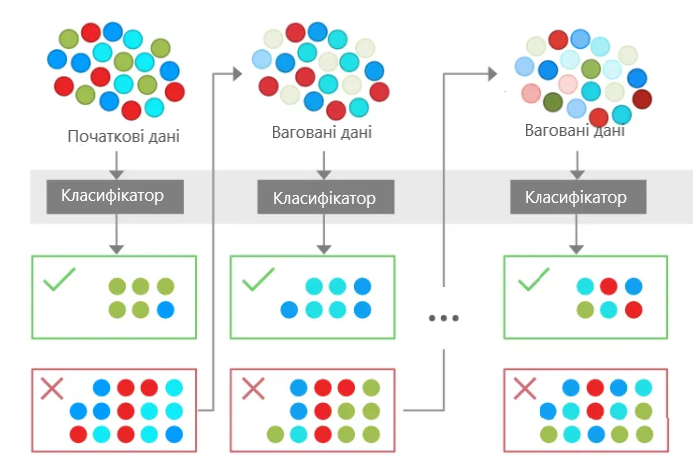 Початкові дані
Ваговані дані
Ваговані дані
Класифікатор
Класифікатор
Класифікатор
...